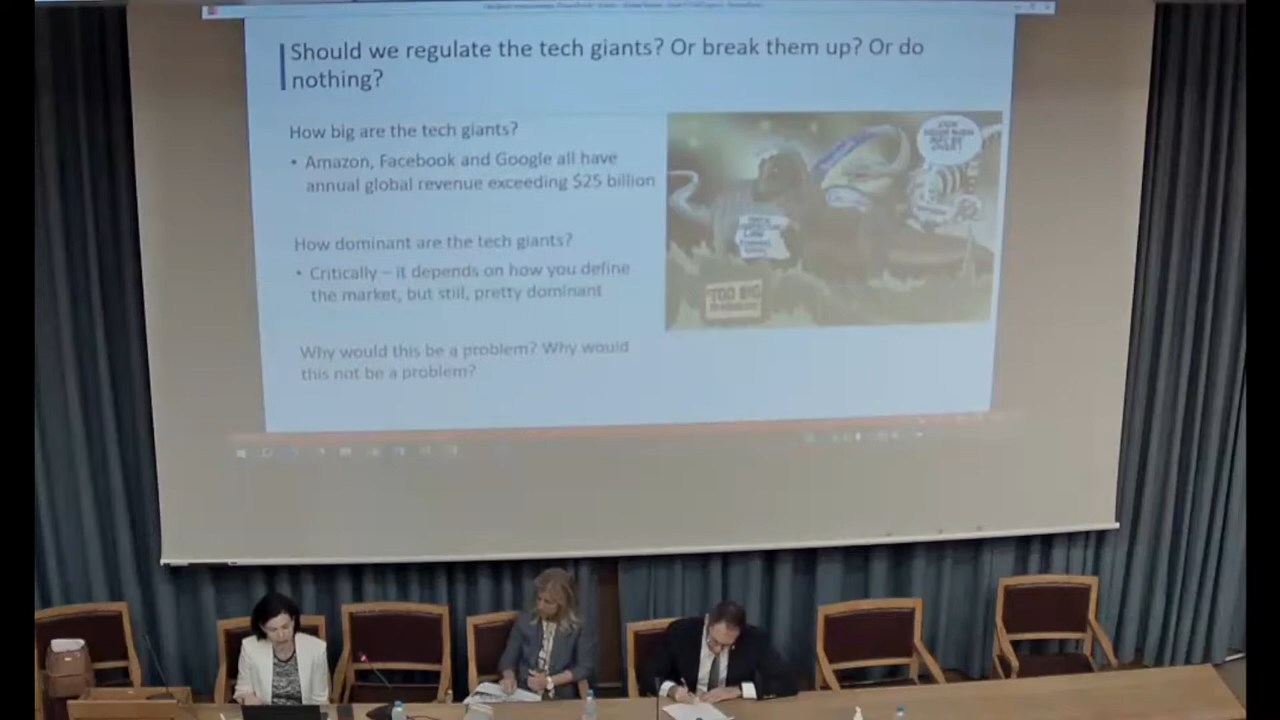 Should we regulate the tech giants? Or break them up? Or do
nothing?
How big are the tech giants?
• Amazon, Facebook and Google all have
annual global revenue exceeding $25 billion
How dominant are the tech giants?
• Critically – it depends on how you define
the market, but still, pretty dominant
Why would this be a problem? Why would
this not be a problem?
TOO BIG